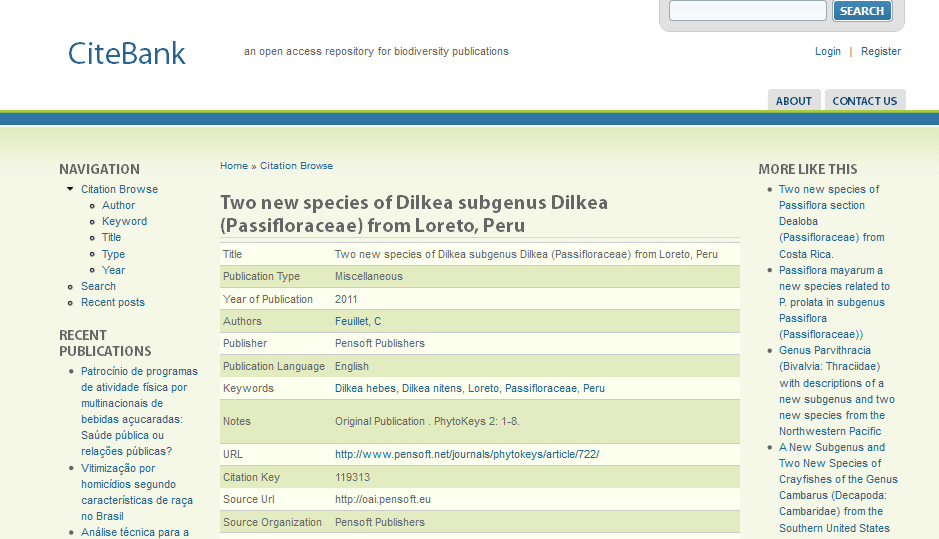 SEARCH
CiteBank
an open access repository for biodiversity publications
Login | Register
ABOUT
CONTACT US
NAVIGATION
Citation Browse
Author
Keyword
Title
Type
Year
Search
Recent posts
RECENT
PUBLICATIONS
Patrocínio de programas
de atividade física por
multinacionais de
bebidas açucaradas:
Saúde pública ou
relações públicas?
Vitimização por
homicídios segundo
características de raça
no Brasil
Análise técnica para a
Home » Citation Browse
Two new species of Dilkea subgenus Dilkea
(Passifloraceae) from Loreto, Peru
Title Two new species of Dilkea subgenus Dilkea (Passifloraceae) from Loreto, Peru
Publication Type Miscellaneous
Year of Publication 2011
Authors Feuillet, C
Publisher Pensoft Publishers
Publication Language English
Keywords Dilkea hebes, Dilkea nitens, Loreto, Passifloraceae, Peru
Notes Original Publication . PhytoKeys 2: 1-8.
URL http://www.pensoft.net/journals/phytokeys/article/722/
Citation Key 119313
Source Url http://oai.pensoft.eu
Source Organization Pensoft Publishers
MORE LIKE THIS
Two new species of
Passiflora section
Dealoba
(Passifloraceae) from
Costa Rica.
Passiflora mayarum a
new species related to
P. prolata in subgenus
Passiflora
(Passifloraceae))
Genus Parvithracia
(Bivalvia: Thraciidae)
with descriptions of a
new subgenus and two
new species from the
Northwestern Pacific
A New Subgenus and
Two New Species of
Crayfishes of the Genus
Cambarus (Decapoda:
Cambaridae) from the
Southern United States